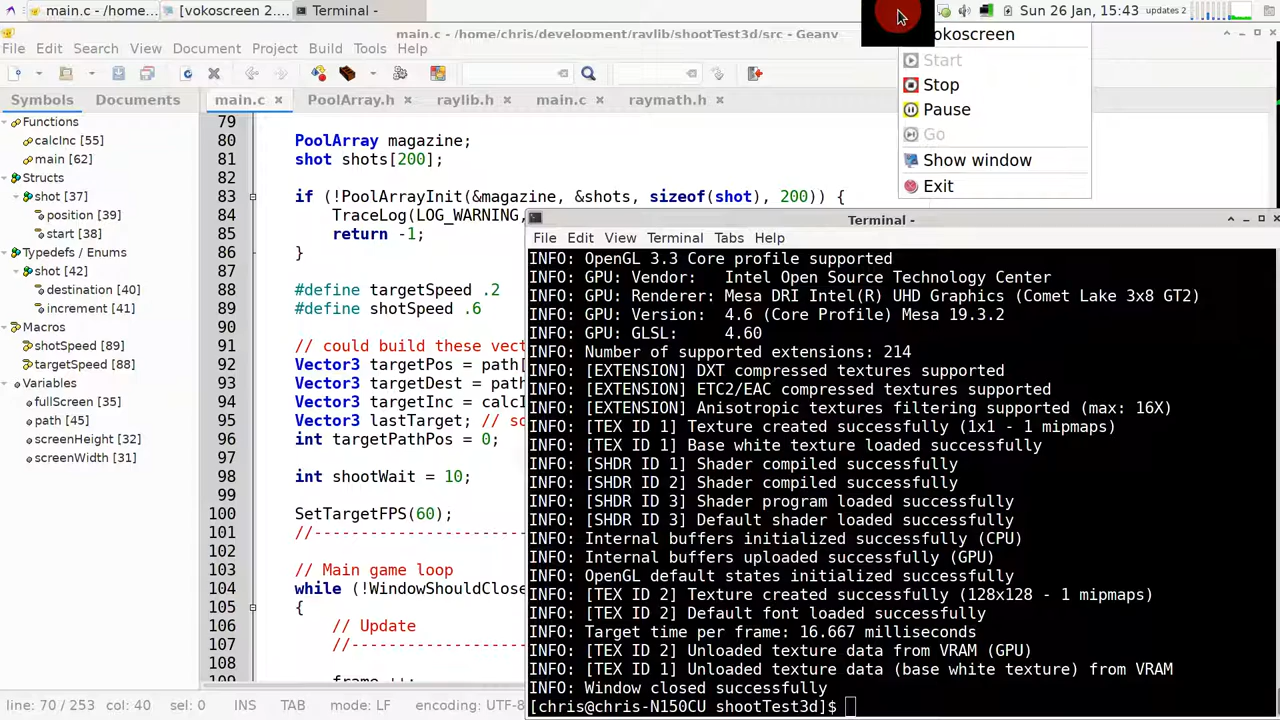 main.c - /home/chris...
[vokoscreen 2....
Terminal -
Sun 26 Jan, 15:43
updates 2
main.c - /home/chris/development/raylib/shootTest3d/src - Geany
vokoscreen
File Edit Search View Document Project Build Tools Help
Start
Stop
Pause
Go
Show window
Exit
Symbols Documents
main.c PoolArray.h raylib.h main.c raymath.h
Functions
calcInc [55]
main [62]
Structs
shot [37]
position [39]
start [38]
Typedefs / Enums
shot [42]
destination [40]
increment [41]
Macros
shotSpeed [89]
targetSpeed [88]
Variables
fullScreen [35]
path [45]
screenHeight [32]
screenWidth [31]
79
80 PoolArray magazine;
81 shot shots[200];
82
83 if (!PoolArrayInit(&magazine, &shots, sizeof(shot), 200)) {
84 TraceLog(LOG_WARNING,
85 return -1;
86 }
87
88 #define targetSpeed .2
89 #define shotSpeed .6
90
91 // could build these vect
92 Vector3 targetPos = path[
93 Vector3 targetDest = path
94 Vector3 targetInc = calcI
95 Vector3 lastTarget; // so
96 int targetPathPos = 0;
97
98 int shootWait = 10;
99
100 SetTargetFPS(60);
101 //-----------------------
102
103 // Main game loop
104 while (!WindowShouldClose
105 {
106 // Update
107 //-------------------
108
109 frame ++;
Terminal -
File Edit View Terminal Tabs Help
INFO: OpenGL 3.3 Core profile supported
INFO: GPU: Vendor:   Intel Open Source Technology Center
INFO: GPU: Renderer: Mesa DRI Intel(R) UHD Graphics (Comet Lake 3x8 GT2)
INFO: GPU: Version:  4.6 (Core Profile) Mesa 19.3.2
INFO: GPU: GLSL:     4.60
INFO: Number of supported extensions: 214
INFO: [EXTENSION] DXT compressed textures supported
INFO: [EXTENSION] ETC2/EAC compressed textures supported
INFO: [EXTENSION] Anisotropic textures filtering supported (max: 16X)
INFO: [TEX ID 1] Texture created successfully (1x1 - 1 mipmaps)
INFO: [TEX ID 1] Base white texture loaded successfully
INFO: [SHDR ID 1] Shader compiled successfully
INFO: [SHDR ID 2] Shader compiled successfully
INFO: [SHDR ID 3] Shader program loaded successfully
INFO: [SHDR ID 3] Default shader loaded successfully
INFO: Internal buffers initialized successfully (CPU)
INFO: Internal buffers uploaded successfully (GPU)
INFO: OpenGL default states initialized successfully
INFO: [TEX ID 2] Texture created successfully (128x128 - 1 mipmaps)
INFO: [TEX ID 2] Default font loaded successfully
INFO: Target time per frame: 16.667 milliseconds
INFO: [TEX ID 2] Unloaded texture data from VRAM (GPU)
INFO: [TEX ID 1] Unloaded texture data (base white texture) from VRAM
INFO: Window closed successfully
[chris@chris-N150CU shootTest3d]$
line: 70 / 253 col: 40 sel: 0 INS TAB mode: LF encoding: UTF-8